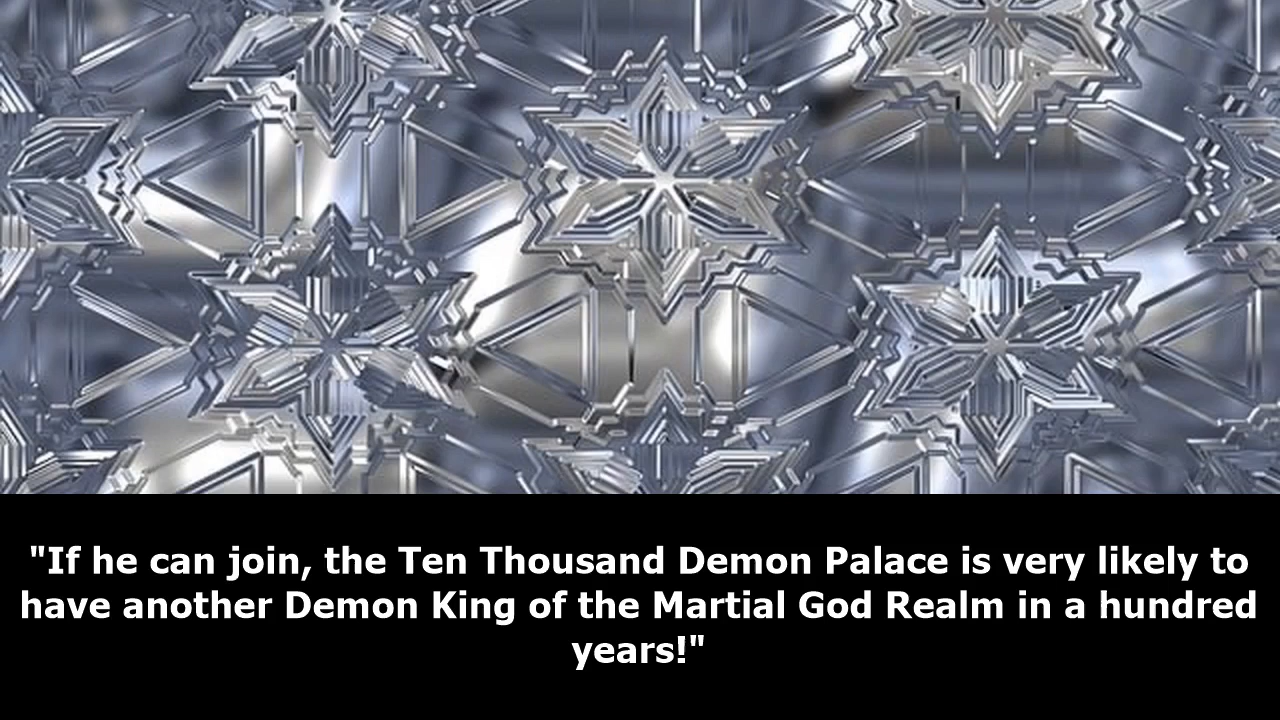 "If he can join, the Ten Thousand Demon Palace is very likely to
have another Demon King of the Martial God Realm in a hundred
years!"